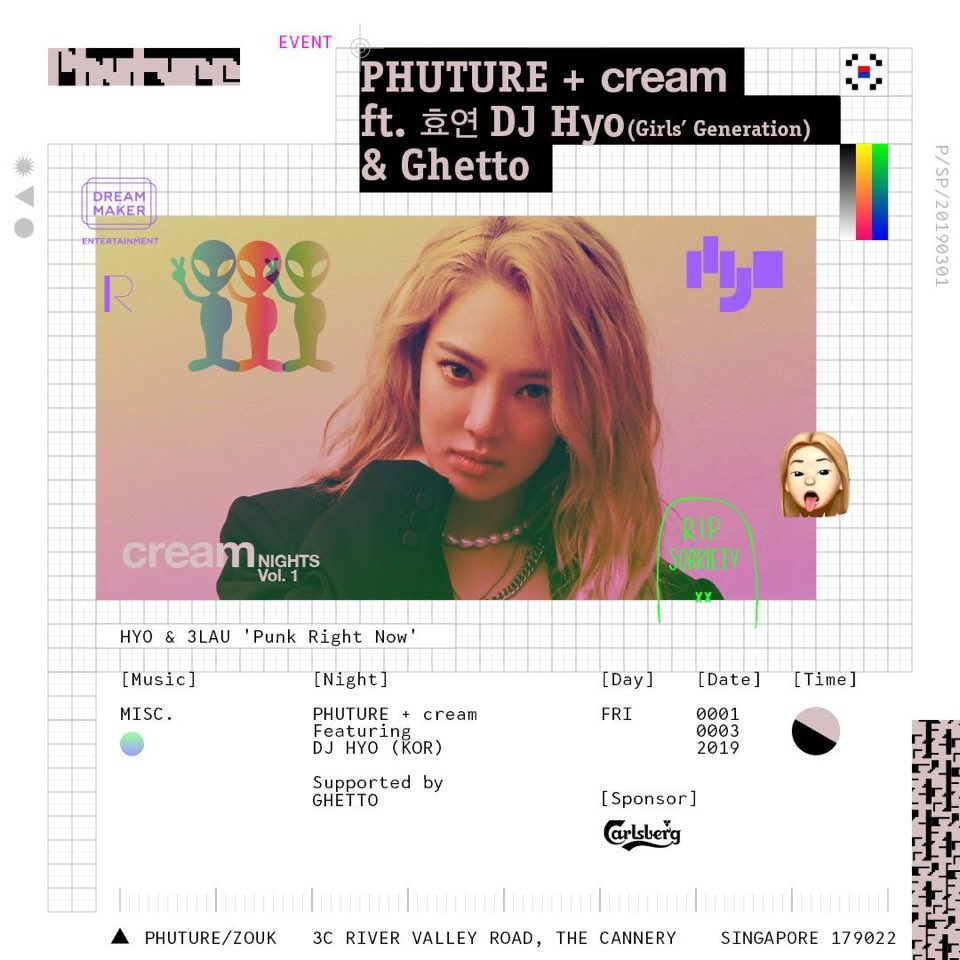 EVENT
Phuture
PHUTURE + cream
ft. 효연 DJ Hyo (Girls' Generation)
& Ghetto
P/SP/20190301
DREAM
MAKER
ENTERTAINMENT
R
hyo
RIP
SOBRIETY
XX
cream NIGHTS
Vol. 1
HYO & 3LAU 'Punk Right Now'
[Music] [Night] [Day] [Date] [Time]
MISC. PHUTURE + cream FRI 0001
Featuring 0003
DJ HYO (KOR) 2019
Supported by
GHETTO [Sponsor]
Carlsberg
PHUTURE/ZOUK 3C RIVER VALLEY ROAD, THE CANNERY SINGAPORE 179022